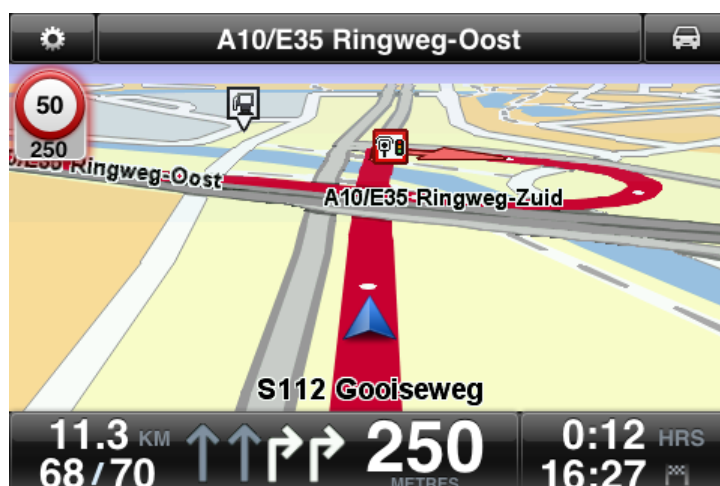 A10/E35 Ringweg-Oost
50
250
Ringweg-Oost
A10/E35 Ringweg-Zuid
S112 Gooiseweg
11.3 KM
68/70
250
METRES
0:12 HRS
16:27